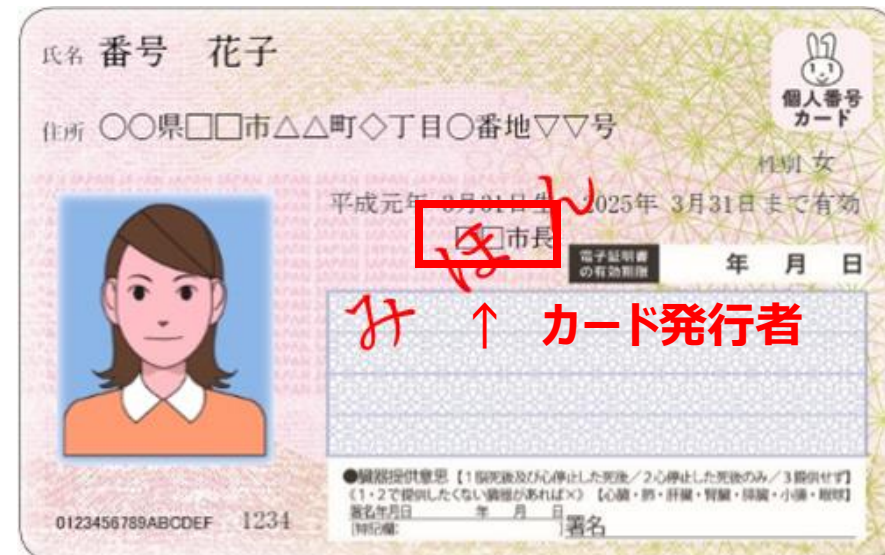 氏名 番号 花子
個人番号
カード
住所 ○○県□□市△△町◇丁目○番地▽▽号
性別 女
平成元年 3月31日生 2025年 3月31日まで有効
□□市長
電子証明書
の有効期限
年 月 日
みほん
↑ カード発行者
●臓器提供意思【1脳死後及び心停止した死後／2心停止した死後のみ／3提供せず】
《1・2で提供したくない臓器があれば×》【心臓・肺・肝臓・腎臓・膵臓・小腸・眼球】
署名年月日 年 月 日
[特記欄: ]署名
0123456789ABCDEF 1234